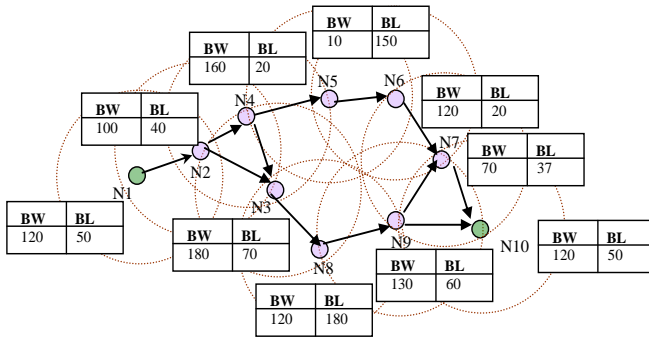 BW BL
10 150
BW BL
160 20
N5
N6
BW BL
120 20
BW BL
100 40
N4
N7
BW BL
70 37
N2
N1
N3
BW BL
120 50
BW BL
180 70
N8
N9
N10
BW BL
120 50
BW BL
130 60
BW BL
120 180